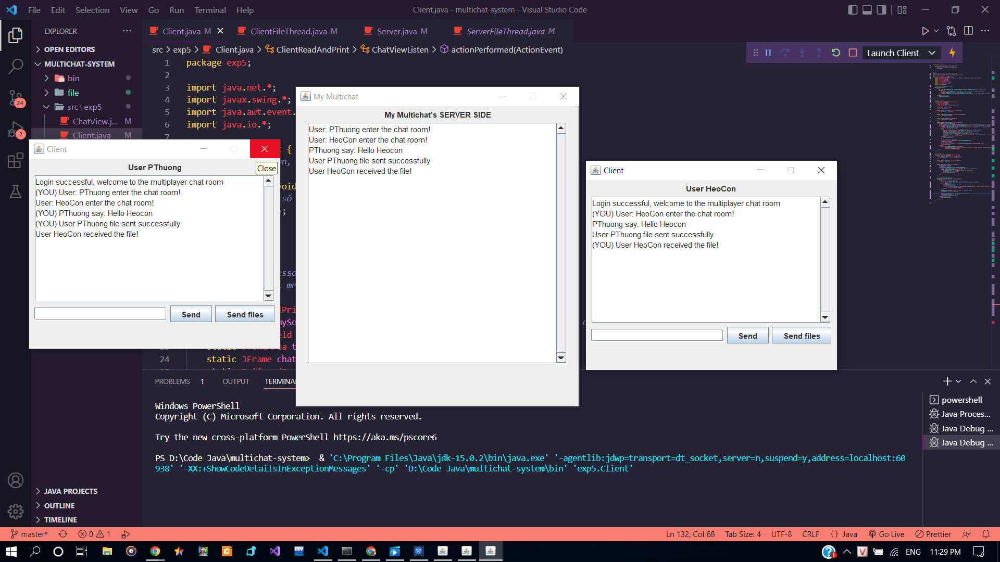 File Edit Selection View Go Run Terminal Help
Client.java - multichat-system - Visual Studio Code
EXPLORER
Client.java M
ClientFileThread.java M
Server.java M
ServerFileThread.java M
OPEN EDITORS
src > exp5 > Client.java > ClientReadAndPrint > ChatViewListen > actionPerformed(ActionEvent)
Launch Client
MULTICHAT-SYSTEM
bin
file
src \ exp5
ChatView.j... M
Client.java M
24
2
1 package exp5;
2
3 import java.net.*;
4 import javax.swing.*;
5 import java.awt.event.
6 import java.io.*;
7
24 static JFrame chat
Client
User PThuong
Close
Login successful, welcome to the multiplayer chat room
(YOU) User: PThuong enter the chat room!
User: HeoCon enter the chat room!
(YOU) PThuong say: Hello Heocon
(YOU) User PThuong file sent successfully
User HeoCon received the file!
Send Send files
My Multichat
My Multichat's SERVER SIDE
User: PThuong enter the chat room!
User: HeoCon enter the chat room!
PThuong say: Hello Heocon
User PThuong file sent successfully
User HeoCon received the file!
Client
User HeoCon
Login successful, welcome to the multiplayer chat room
(YOU) User: HeoCon enter the chat room!
PThuong say: Hello Heocon
User PThuong file sent successfully
(YOU) User HeoCon received the file!
Send Send files
PROBLEMS 1 OUTPUT TERMINA
Windows PowerShell
Copyright (C) Microsoft Corporation. All rights reserved.
Try the new cross-platform PowerShell https://aka.ms/pscore6
PS D:\Code Java\multichat-system> & 'C:\Program Files\Java\jdk-15.0.2\bin\java.exe' '-agentlib:jdwp=transport=dt_socket,server=n,suspend=y,address=localhost:60
938' '-XX:+ShowCodeDetailsInExceptionMessages' '-cp' 'D:\Code Java\multichat-system\bin' 'exp5.Client'
powershell
Java Proces...
Java Debug ...
Java Debug ...
JAVA PROJECTS
OUTLINE
TIMELINE
master* 0 1
Ln 132, Col 68 Tab Size: 4 UTF-8 CRLF {} Java Go Live Prettier
ENG 11:29 PM